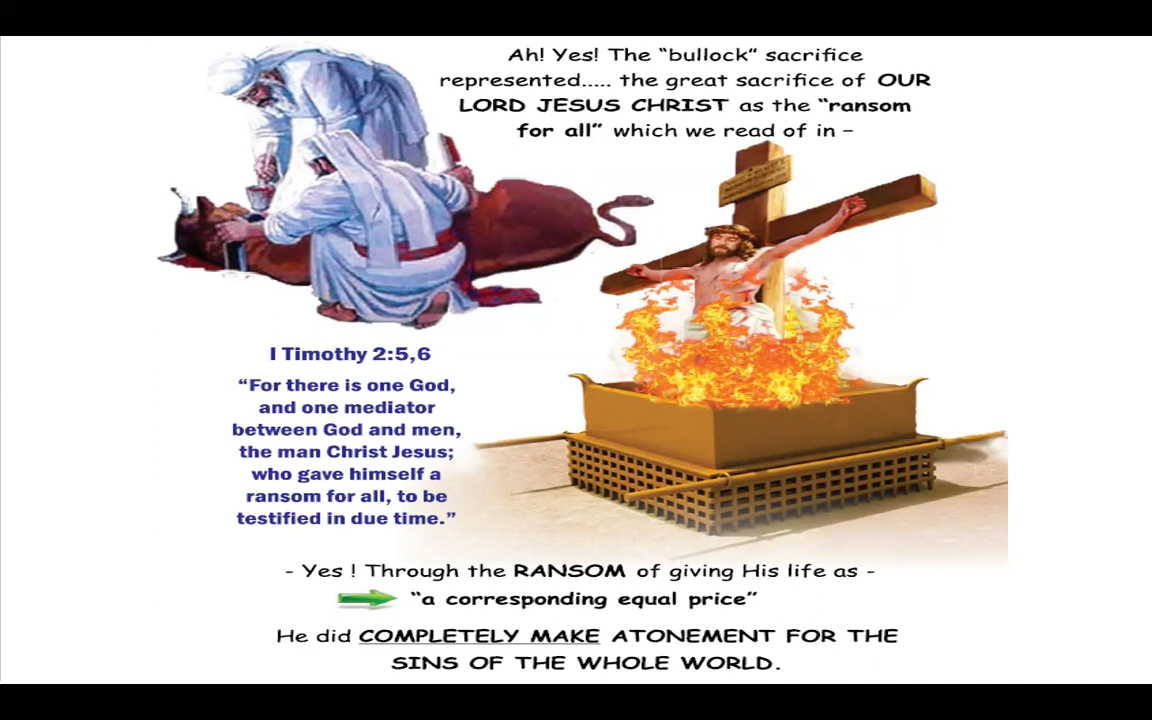 Ah! Yes! The “bullock” sacrifice
represented..... the great sacrifice of OUR
LORD JESUS CHRIST as the “ransom
for all” which we read of in –
I Timothy 2:5,6
“For there is one God,
and one mediator
between God and men,
the man Christ Jesus;
who gave himself a
ransom for all, to be
testified in due time.”
- Yes ! Through the RANSOM of giving His life as -
“a corresponding equal price”
He did COMPLETELY MAKE ATONEMENT FOR THE
SINS OF THE WHOLE WORLD.